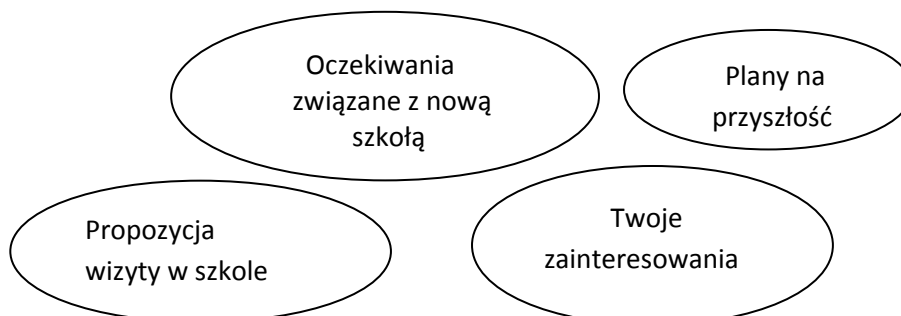 Oczekiwania
związane z nową
szkołą
Plany na
przyszłość
Propozycja
wizyty w szkole
Twoje
zainteresowania